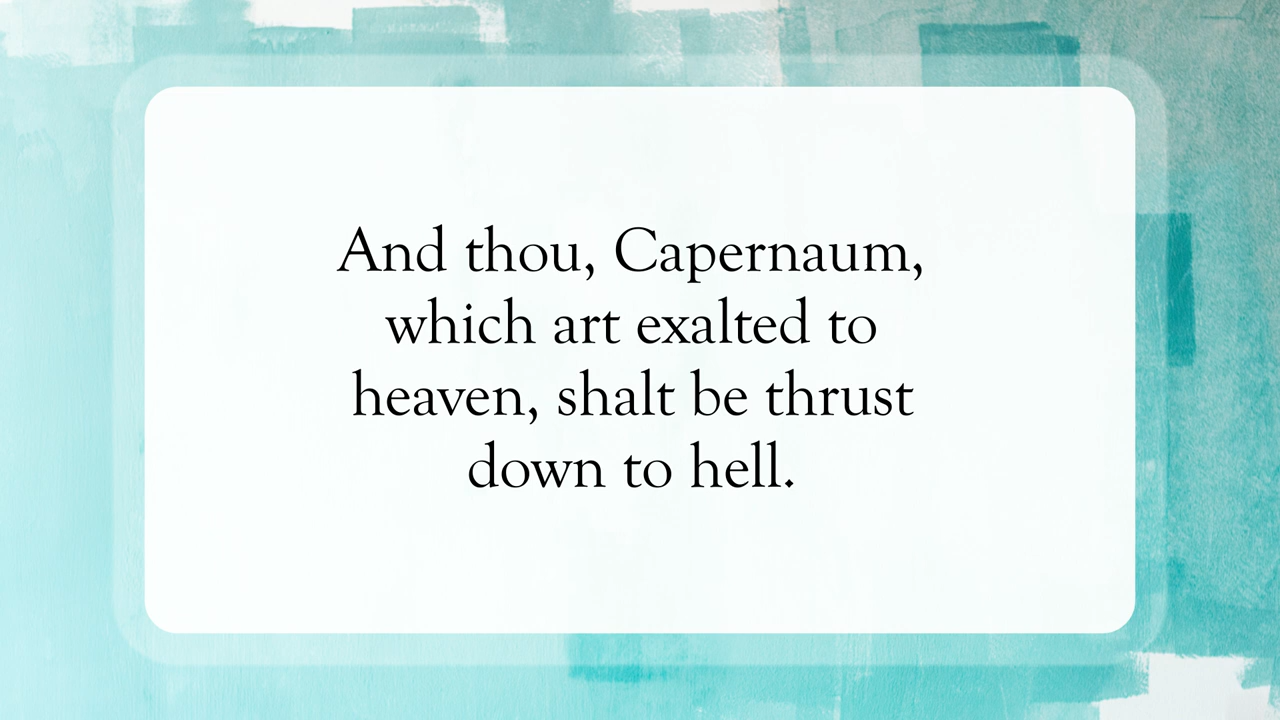 And thou, Capernaum,
which art exalted to
heaven, shalt be thrust
down to hell.